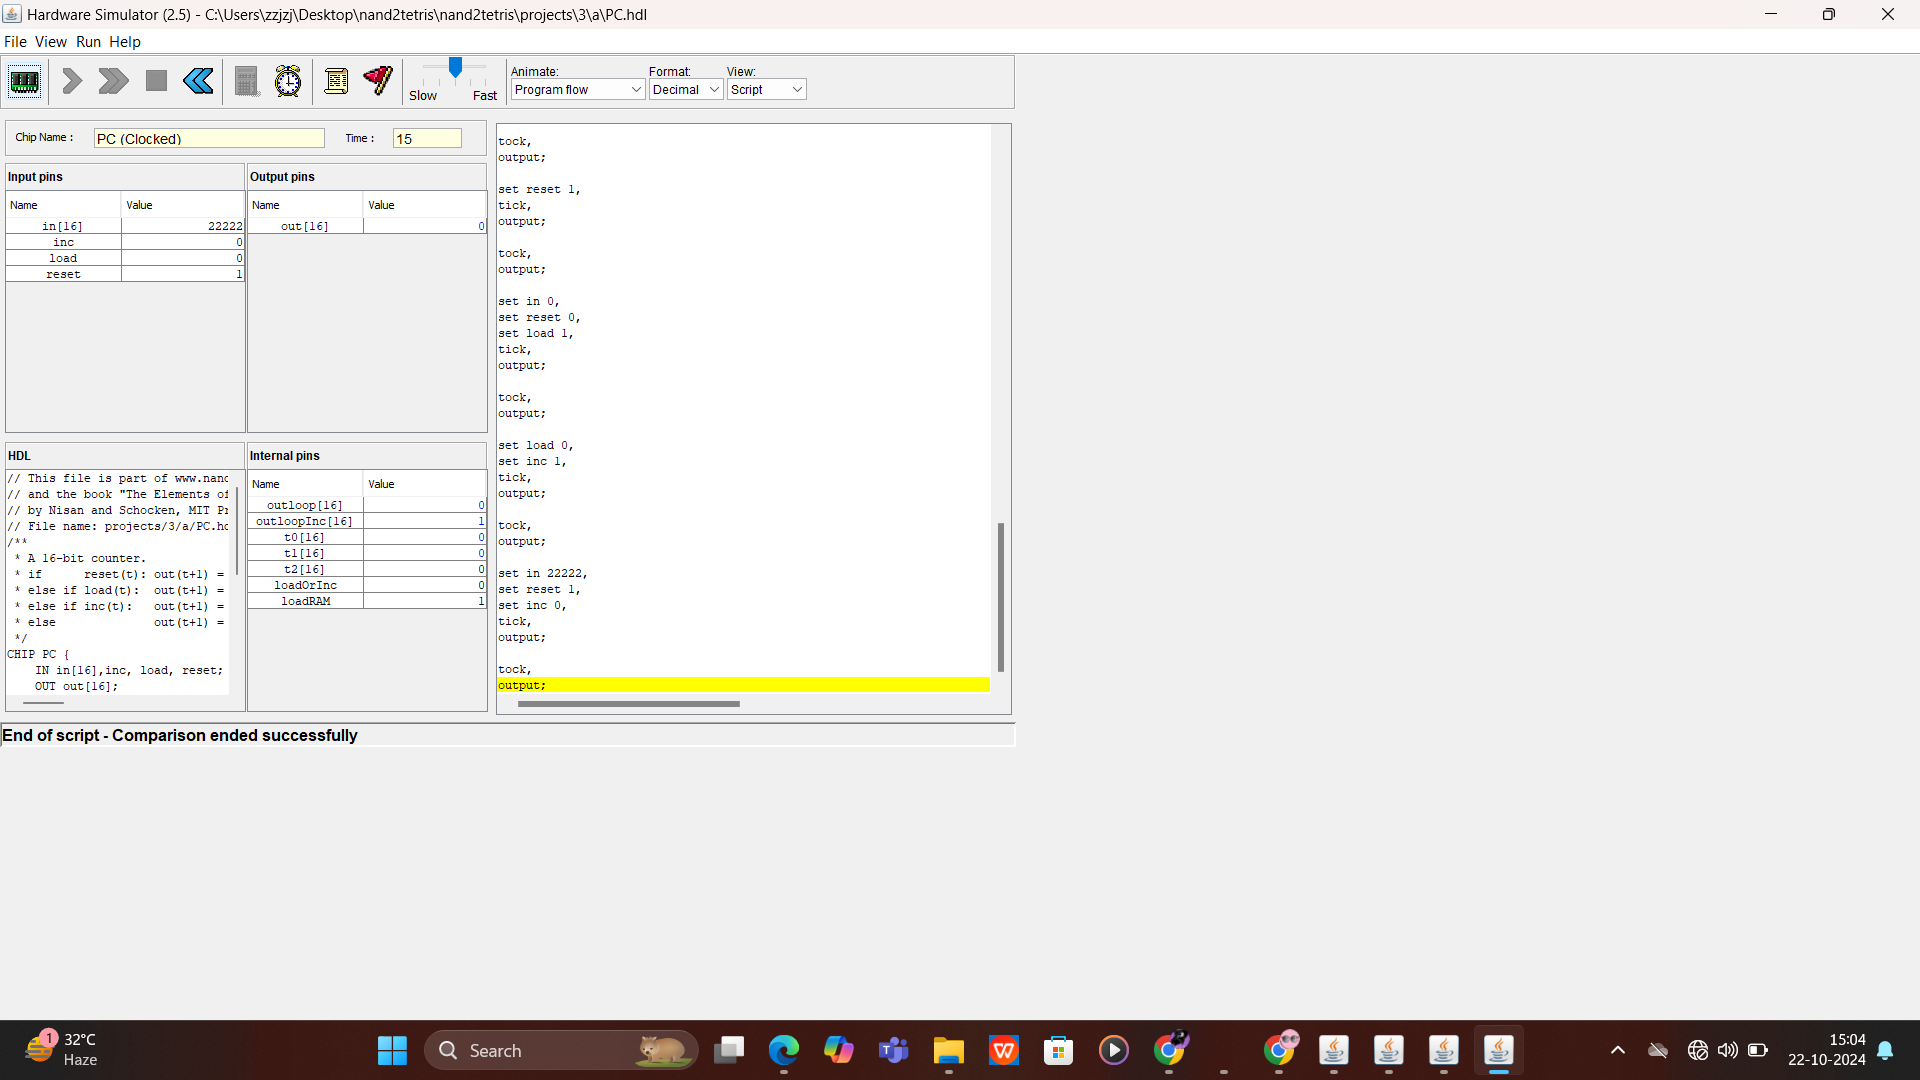 Hardware Simulator (2.5) - C:\Users\zzjzj\Desktop\nand2tetris\nand2tetris\projects\3\a\PC.hdl
File View Run Help
Slow Fast
Animate: Format: View:
Program flow Decimal Script
Chip Name : PC (Clocked) Time : 15
Input pins
Name Value
in[16] 22222
inc 0
load 0
reset 1
Output pins
Name Value
out[16] 0
HDL
// This file is part of www.nand
// and the book "The Elements of
// by Nisan and Schocken, MIT Pr
// File name: projects/3/a/PC.hd
/**
* A 16-bit counter.
* if reset(t): out(t+1) =
* else if load(t): out(t+1) =
* else if inc(t): out(t+1) =
* else out(t+1) =
*/
CHIP PC {
IN in[16],inc, load, reset;
OUT out[16];
Internal pins
Name Value
outloop[16] 0
outloopInc[16] 1
t0[16] 0
t1[16] 0
t2[16] 0
loadOrInc 0
loadRAM 1
tock,
output;
set reset 1,
tick,
output;
tock,
output;
set in 0,
set reset 0,
set load 1,
tick,
output;
tock,
output;
set load 0,
set inc 1,
tick,
output;
tock,
output;
set in 22222,
set reset 1,
set inc 0,
tick,
output;
tock,
output;
End of script - Comparison ended successfully
1
32°C
Haze
Search
15:04
22-10-2024